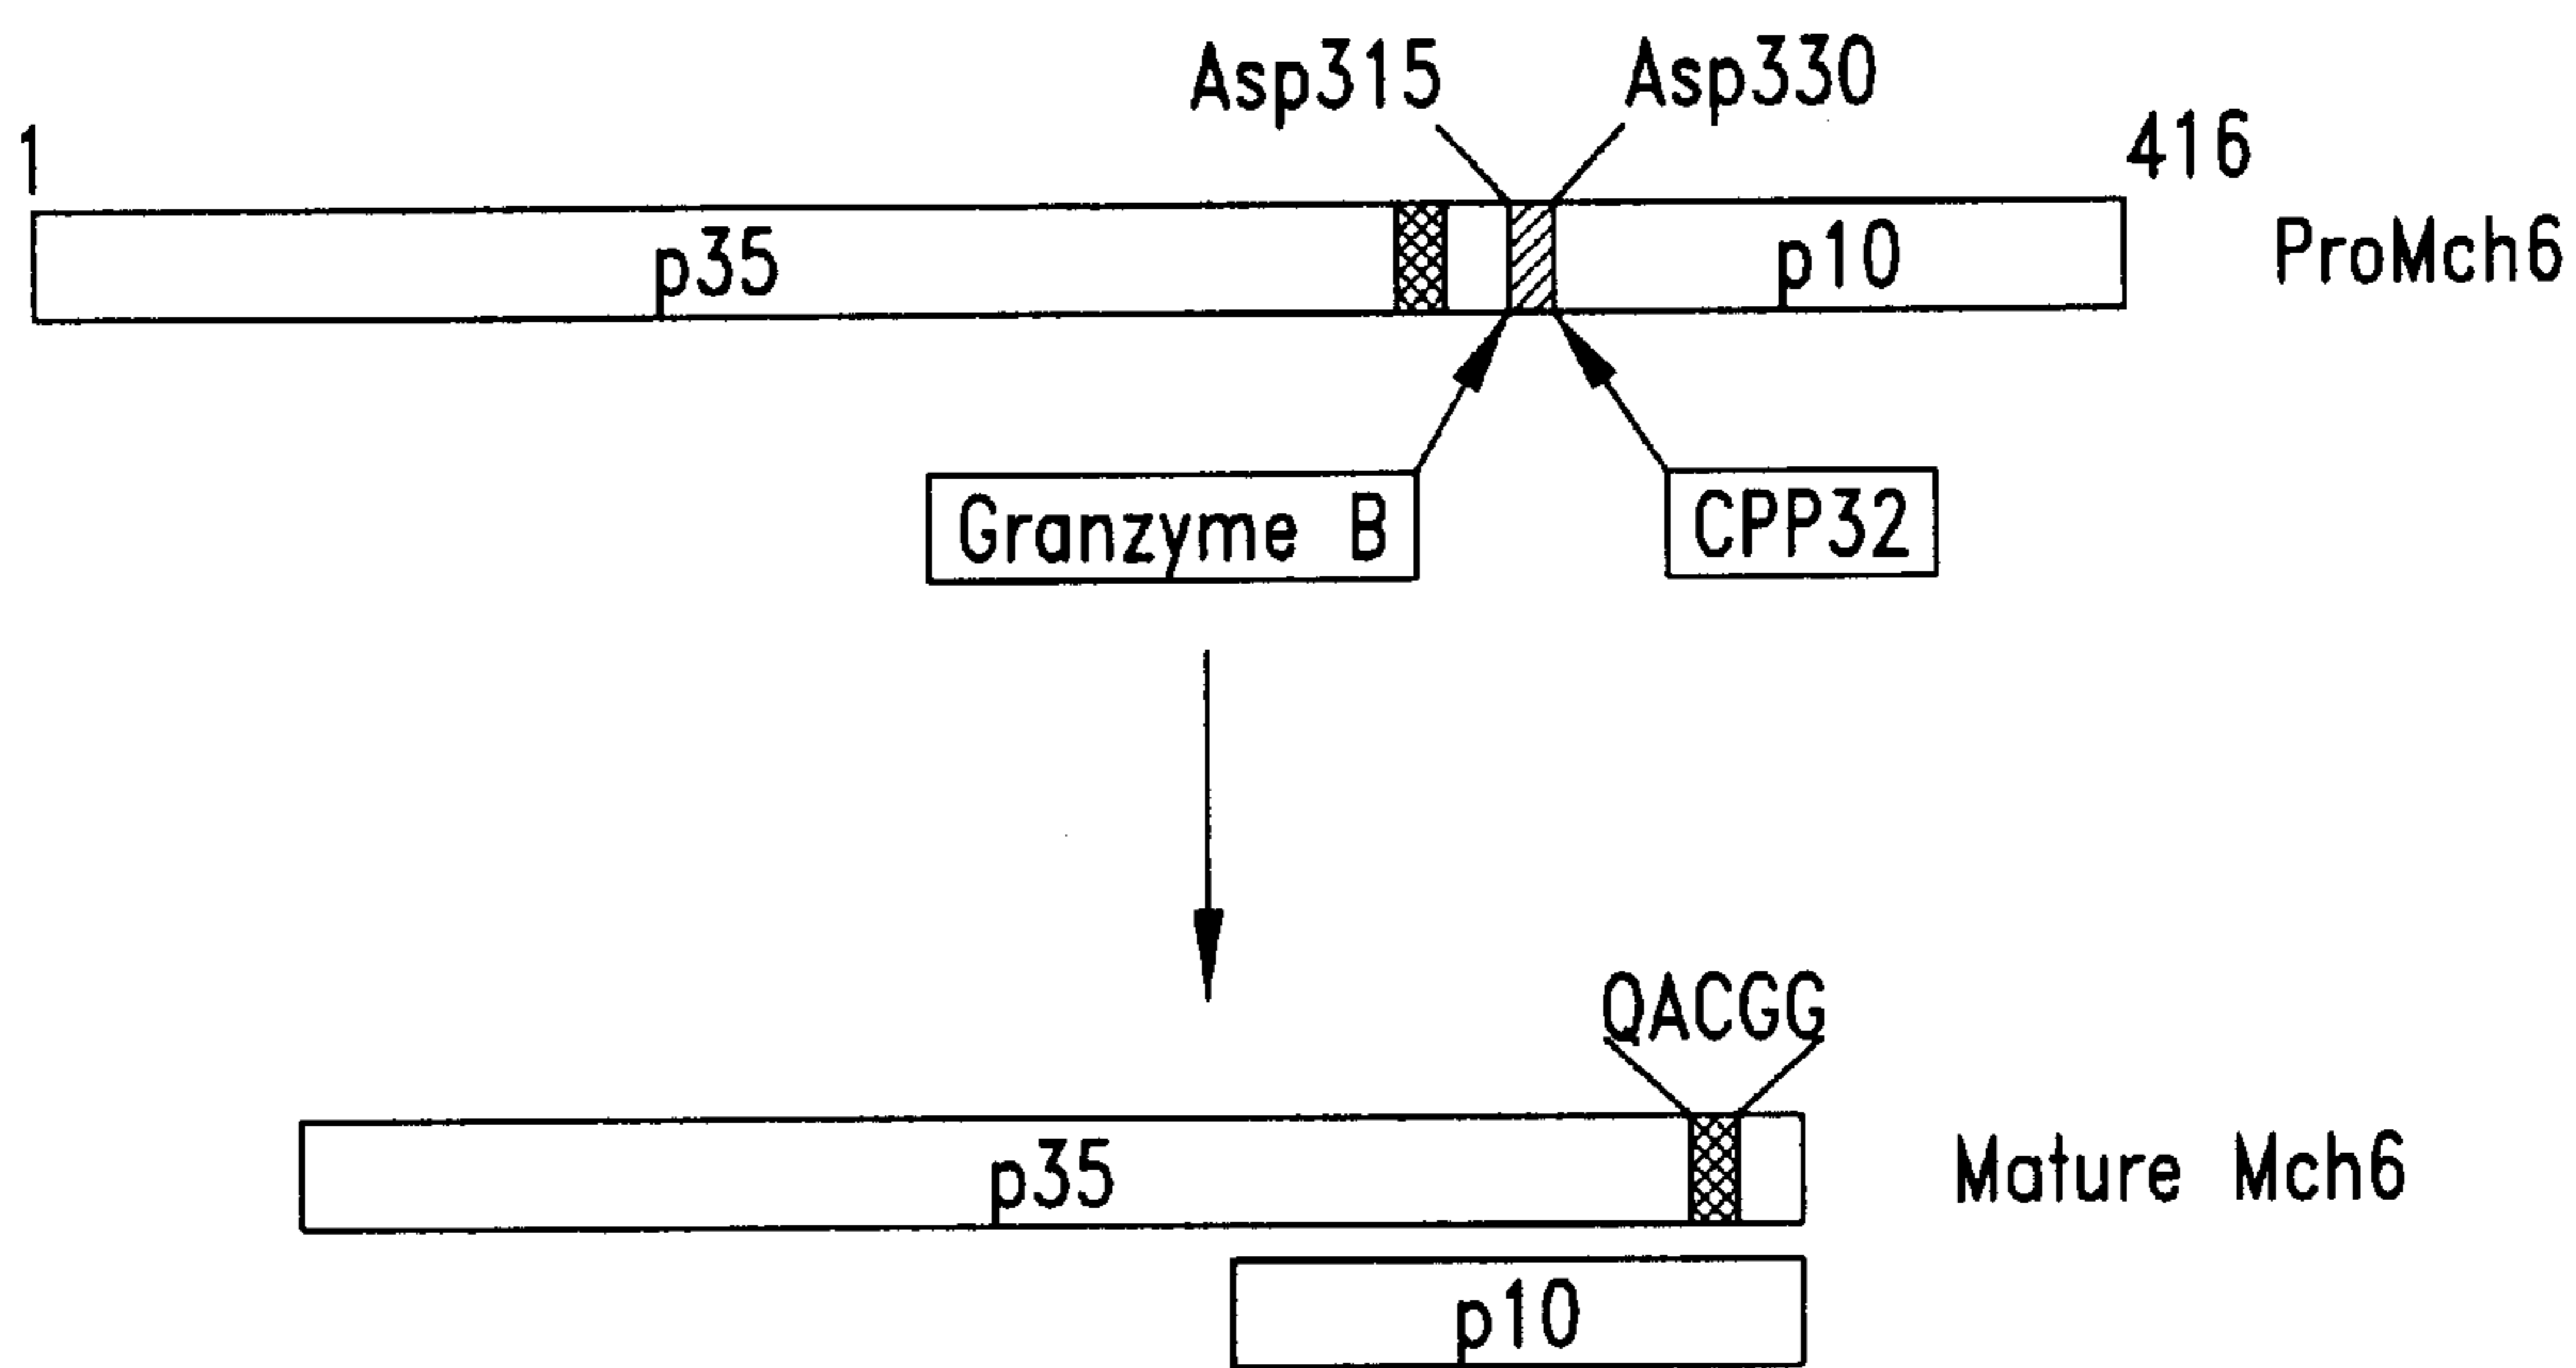 Asp315 Asp330
1 416
p35 p10 ProMch6
Granzyme B CPP32
QACGG
p35 Mature Mch6
p10